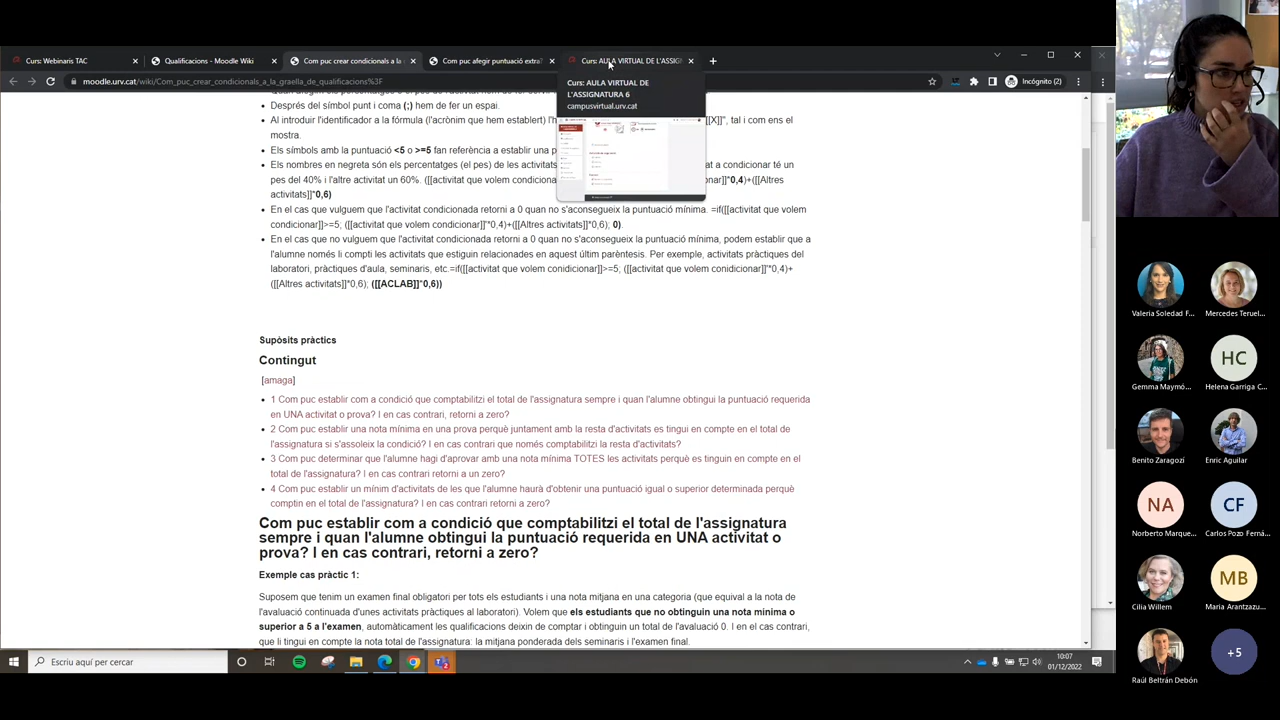 Curs: Webinaris TAC
Qualificacions - Moodle Wiki
Com puc crear condicionals a la
Com puc afegir puntuació extra?
Curs: AULA VIRTUAL DE L'ASSIG
moodle.urv.cat/wiki/Com_puc_crear_condicionals_a_la_graella_de_qualificacions%3F
Incógnito (2)
Curs: AULA VIRTUAL DE
L'ASSIGNATURA 6
campusvirtual.urv.cat
Després del símbol punt i coma (;) hem de fer un espai.
Al introduir l'identificador a la fórmula (l'acrònim que hem establert) l'h
[X]]", tal i com ens el
mostra.
Els símbols amb la puntuació <5 o >=5 fan referència a establir una p
Els nombres en negreta són els percentatges (el pes) de les activitats
at a condicionar té un
pes del 40% i l'altre activitat un 60%. ([[activitat que volem condiciona
ar]]*0,4)+([[Altres
activitats]]*0,6)
En el cas que vulguem que l'activitat condicionada retorni a 0 quan no s'aconsegueix la puntuació mínima. =if([[activitat que volem
condicionar]]>=5; ([[activitat que volem condicionar]]'*0,4)+([[Altres activitats]]*0,6); 0).
En el cas que no vulguem que l'activitat condicionada retorni a 0 quan no s'aconsegueix la puntuació mínima, podem establir que a
l'alumne només li compti les activitats que estiguin relacionades en aquest últim parèntesis. Per exemple, activitats pràctiques del
laboratori, pràctiques d'aula, seminaris, etc.=if([[activitat que volem condicionar]]>=5; ([[activitat que volem condicionar]]'*0,4)+
([[Altres activitats]]*0,6); ([[ACLAB]]*0,6))
Supòsits pràctics
Contingut
[amaga]
1 Com puc establir com a condició que comptabilitzi el total de l'assignatura sempre i quan l'alumne obtingui la puntuació requerida
en UNA activitat o prova? I en cas contrari, retorni a zero?
2 Com puc establir una nota mínima en una prova perquè juntament amb la resta d'activitats es tingui en compte en el total de
l'assignatura si s'assoleix la condició? I en cas contrari que només comptabilitzi la resta d'activitats?
3 Com puc determinar que l'alumne hagi d'aprovar amb una nota mínima TOTES les activitats perquè es tinguin en compte en el
total de l'assignatura? I en cas contrari retorni a un zero?
4 Com puc establir un mínim d'activitats de les que l'alumne haurà d'obtenir una puntuació igual o superior determinada perquè
comptin en el total de l'assignatura? I en cas contrari retorni a zero?
Com puc establir com a condició que comptabilitzi el total de l'assignatura
sempre i quan l'alumne obtingui la puntuació requerida en UNA activitat o
prova? I en cas contrari, retorni a zero?
Exemple cas pràctic 1:
Suposem que tenim un examen final obligatori per tots els estudiants i una nota mitjana en una categoria (que equival a la nota de
l'avaluació continuada d'unes activitats pràctiques al laboratori). Volem que els estudiants que no obtinguin una nota mínima o
superior a 5 a l'examen, automàticament les qualificacions deixin de comptar i obtinguin un total de l'avaluació 0. I en el cas contrari,
que li tingui en compte la nota total de l'assignatura: la mitjana ponderada dels seminaris i l'examen final.
Escriu aquí per cercar
10:07
01/12/2022
Valeria Soledad F...
Mercedes Teruel...
Gemma Maymó...
HC
Helena Garriga C...
Benito Zaragozí
Enric Aguilar
NA
Norberto Marque...
CF
Carlos Pozo Ferná...
Cilia Willem
MB
Maria Arantzazu...
Raúl Beltrán Debón
+5